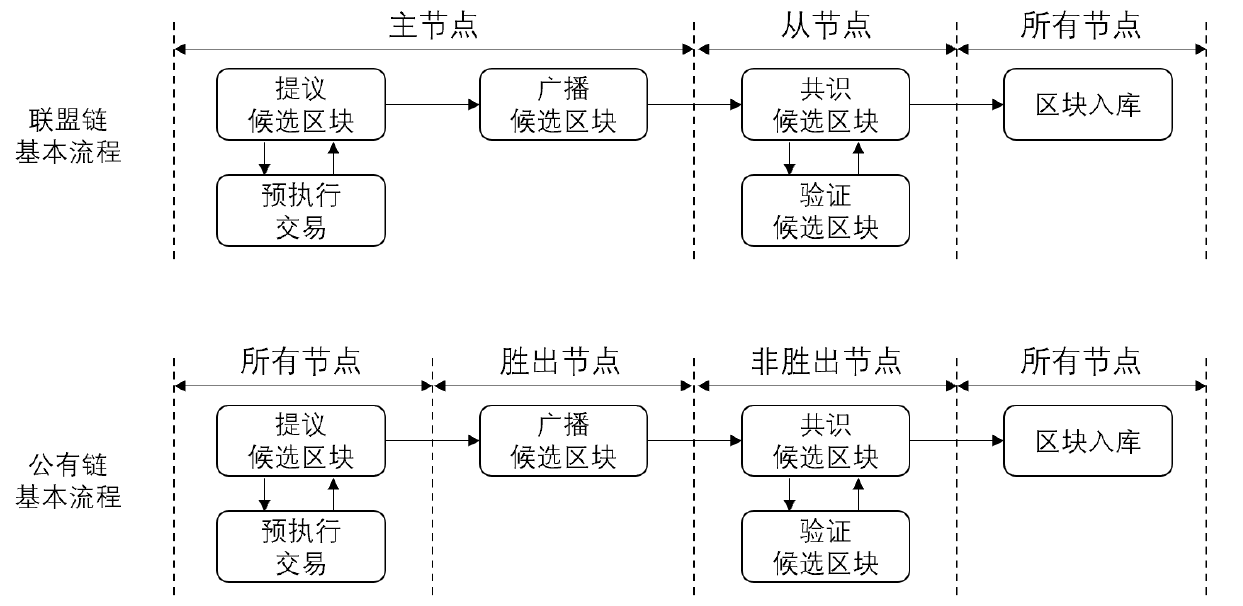 主节点
从节点
所有节点
联盟链
基本流程
提议
候选区块
广播
候选区块
共识
候选区块
区块入库
预执行
交易
验证
候选区块
所有节点
胜出节点
非胜出节点
所有节点
公有链
基本流程
提议
候选区块
广播
候选区块
共识
候选区块
区块入库
预执行
交易
验证
候选区块